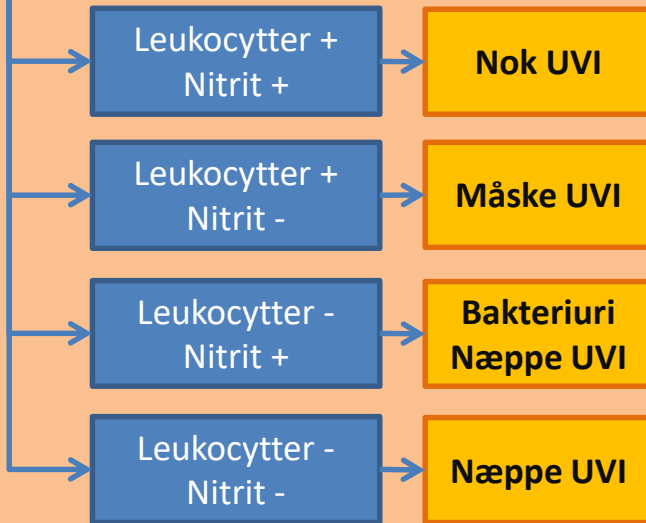 Leukocytter +
Nitrit +
Nok UVI
Leukocytter +
Nitrit -
Måske UVI
Leukocytter -
Nitrit +
Bakteriuri
Næppe UVI
Leukocytter -
Nitrit -
Næppe UVI